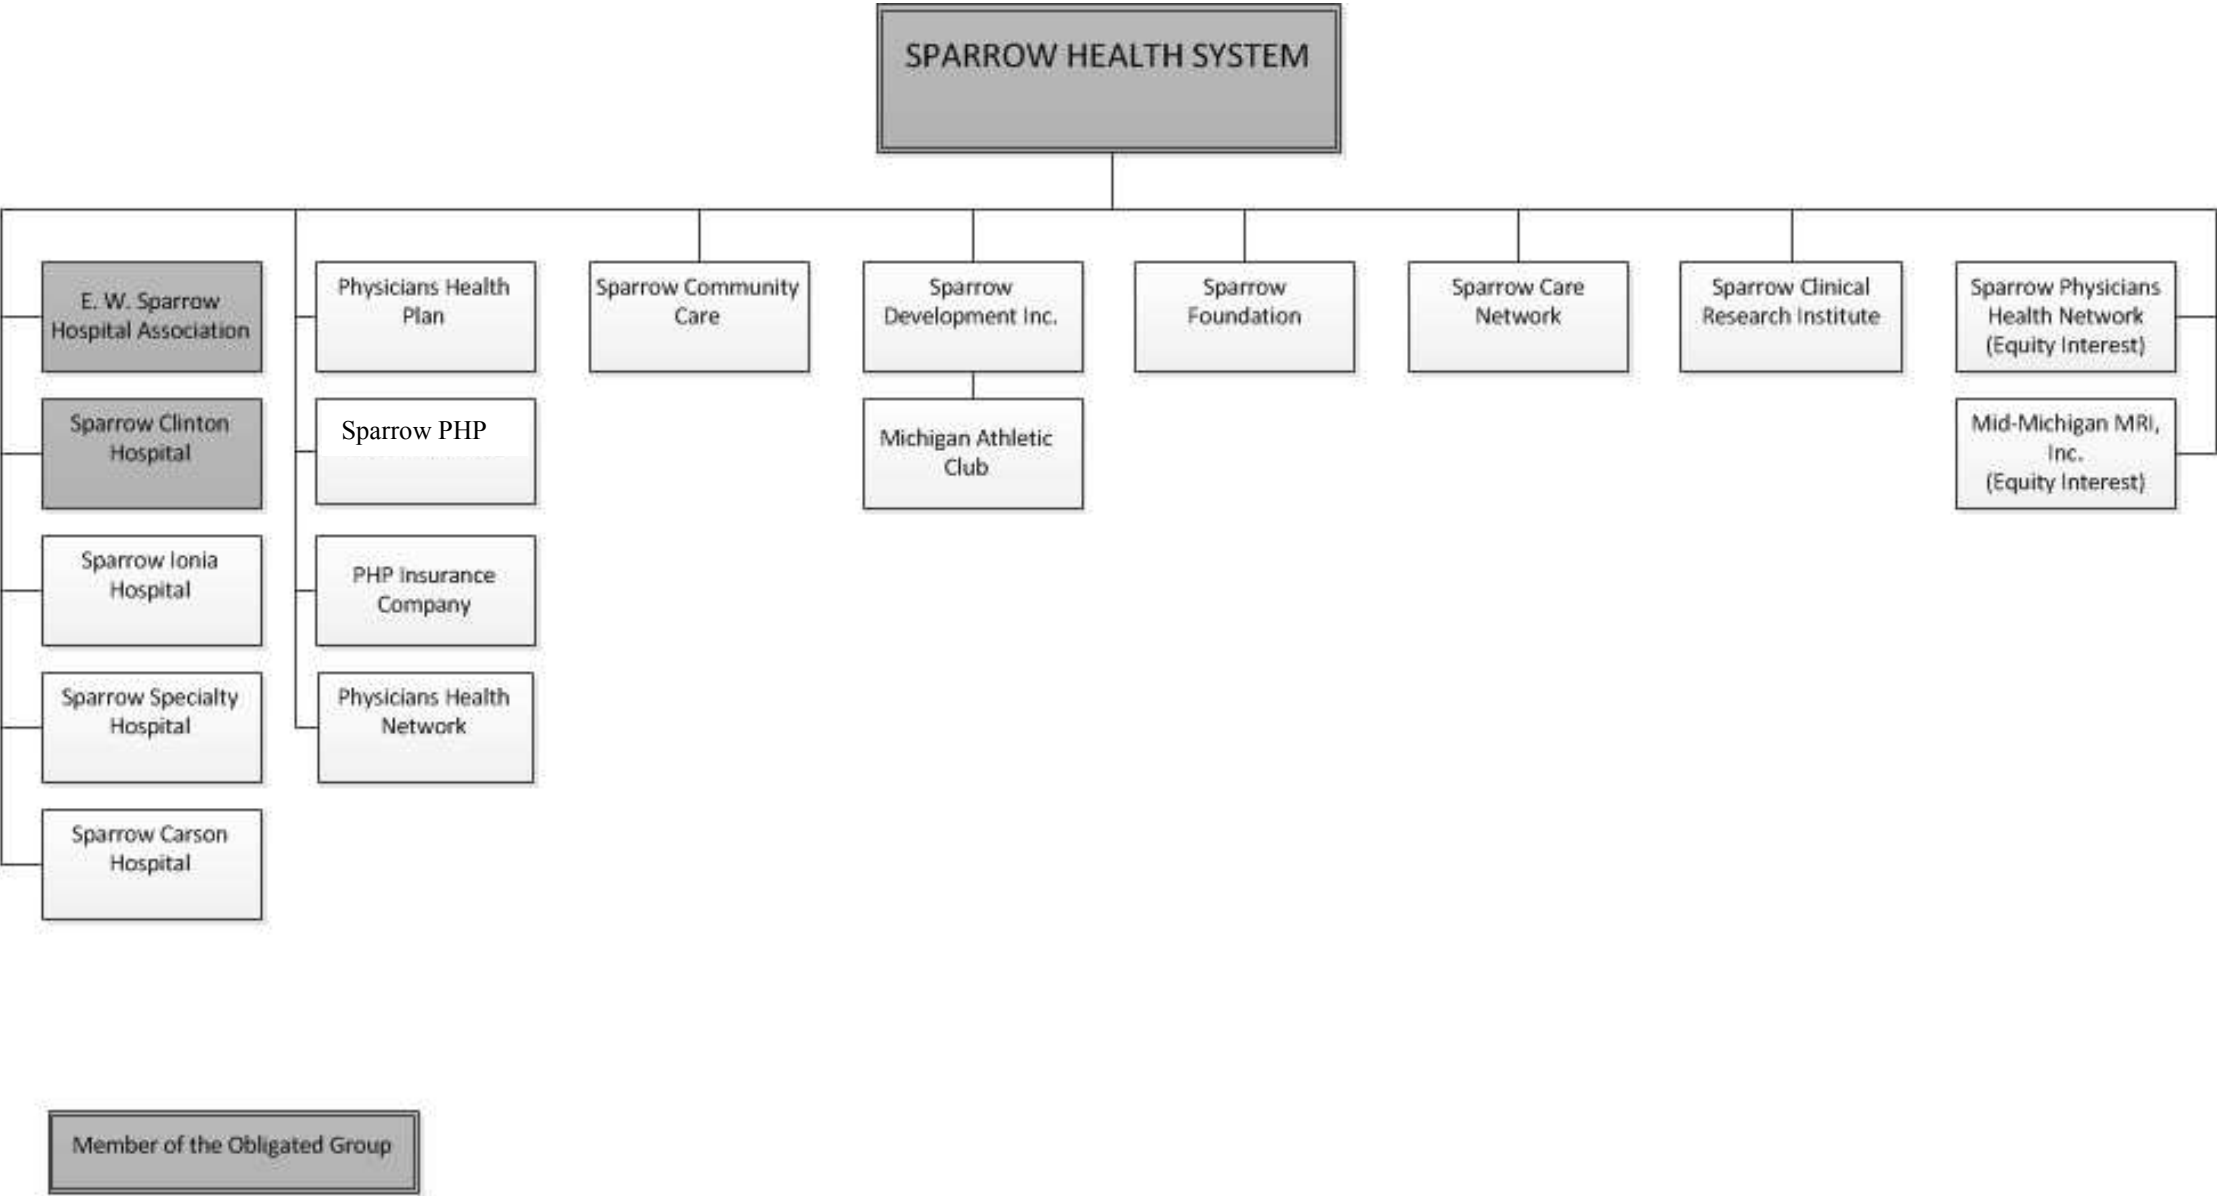 SPARROW HEALTH SYSTEM
E. W. Sparrow
Hospital Association
Physicians Health
Plan
Sparrow Community
Care
Sparrow
Development Inc.
Sparrow
Foundation
Sparrow Care
Network
Sparrow Clinical
Research Institute
Sparrow Physicians
Health Network
(Equity Interest)
Sparrow Clinton
Hospital
Sparrow PHP
Michigan Athletic
Club
Mid-Michigan MRI,
Inc.
(Equity Interest)
Sparrow Ionia
Hospital
PHP Insurance
Company
Sparrow Specialty
Hospital
Physicians Health
Network
Sparrow Carson
Hospital
Member of the Obligated Group